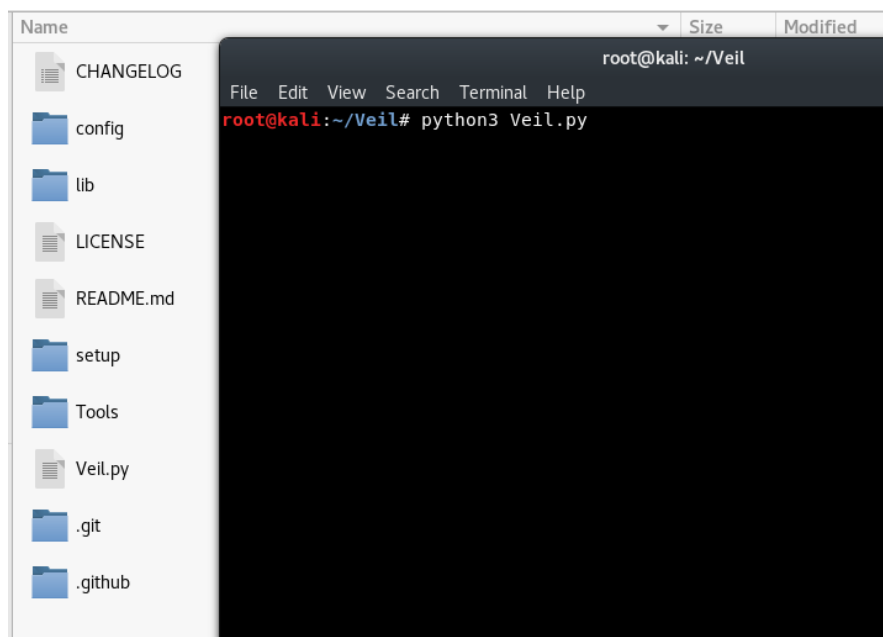 Name Size Modified
CHANGELOG
config
lib
LICENSE
README.md
setup
Tools
Veil.py
.git
.github
root@kali: ~/Veil
File Edit View Search Terminal Help
root@kali:~/Veil# python3 Veil.py